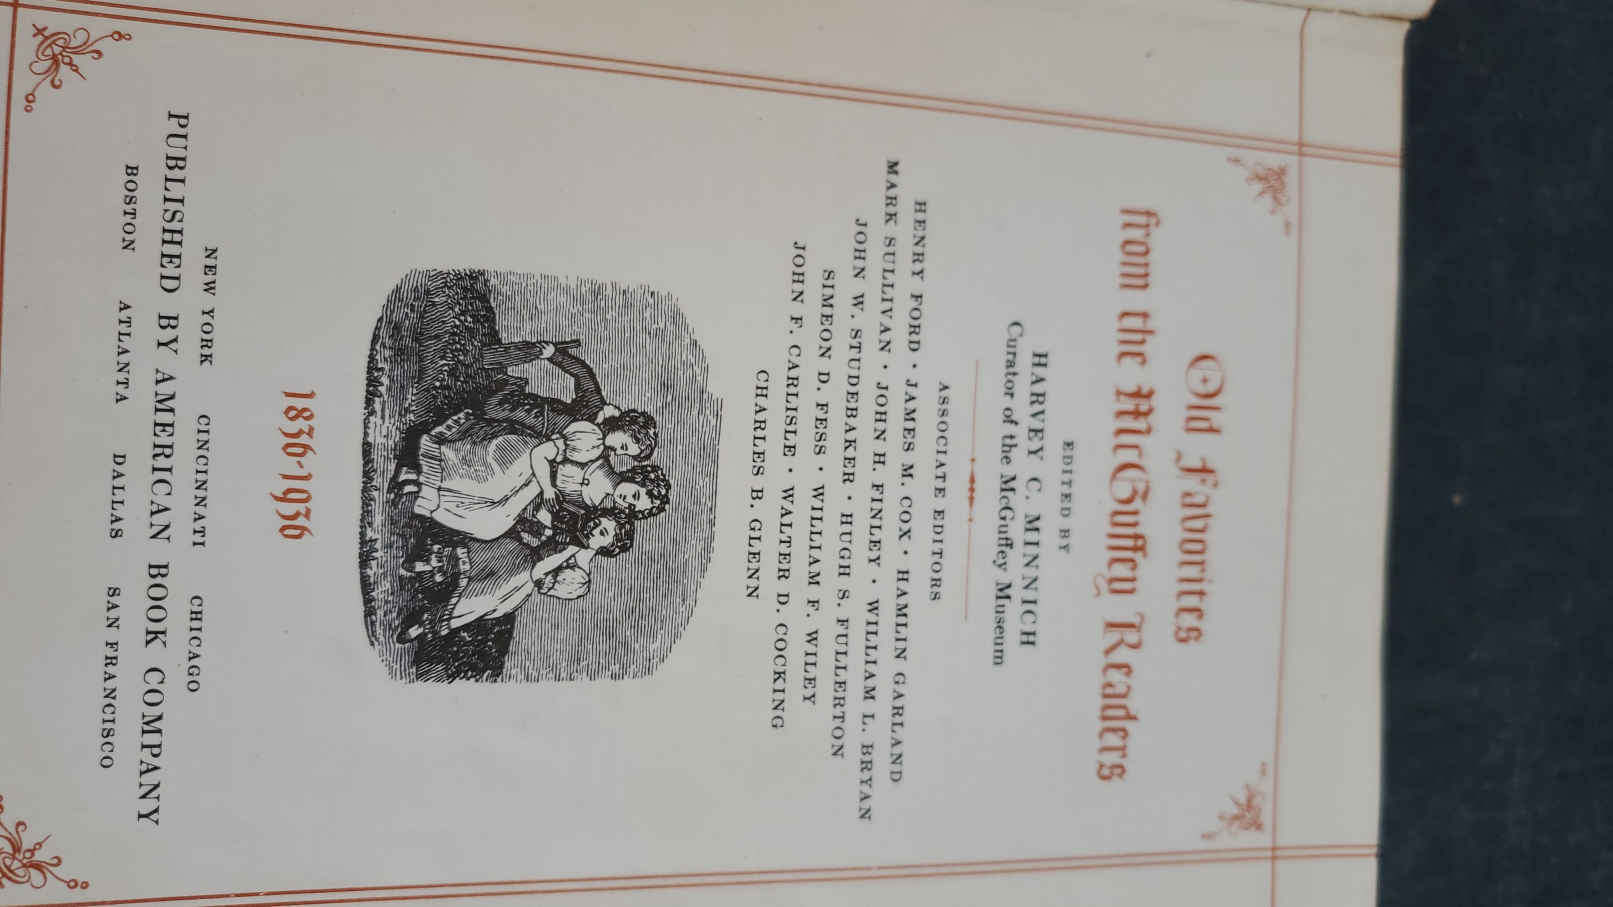 Old Favorites
from the McGuffey Readers
EDITED BY
HARVEY C. MINNICH
Curator of the McGuffey Museum
ASSOCIATE EDITORS
HENRY FORD · JAMES M. COX · HAMLIN GARLAND
MARK SULLIVAN · JOHN H. FINLEY · WILLIAM L. BRYAN
JOHN W. STUDEBAKER · HUGH S. FULLERTON
SIMEON D. FESS · WILLIAM F. WILEY
JOHN F. CARLISLE · WALTER D. COCKING
CHARLES B. GLENN
1836-1936
NEW YORK CINCINNATI CHICAGO
PUBLISHED BY AMERICAN BOOK COMPANY
BOSTON ATLANTA DALLAS SAN FRANCISCO